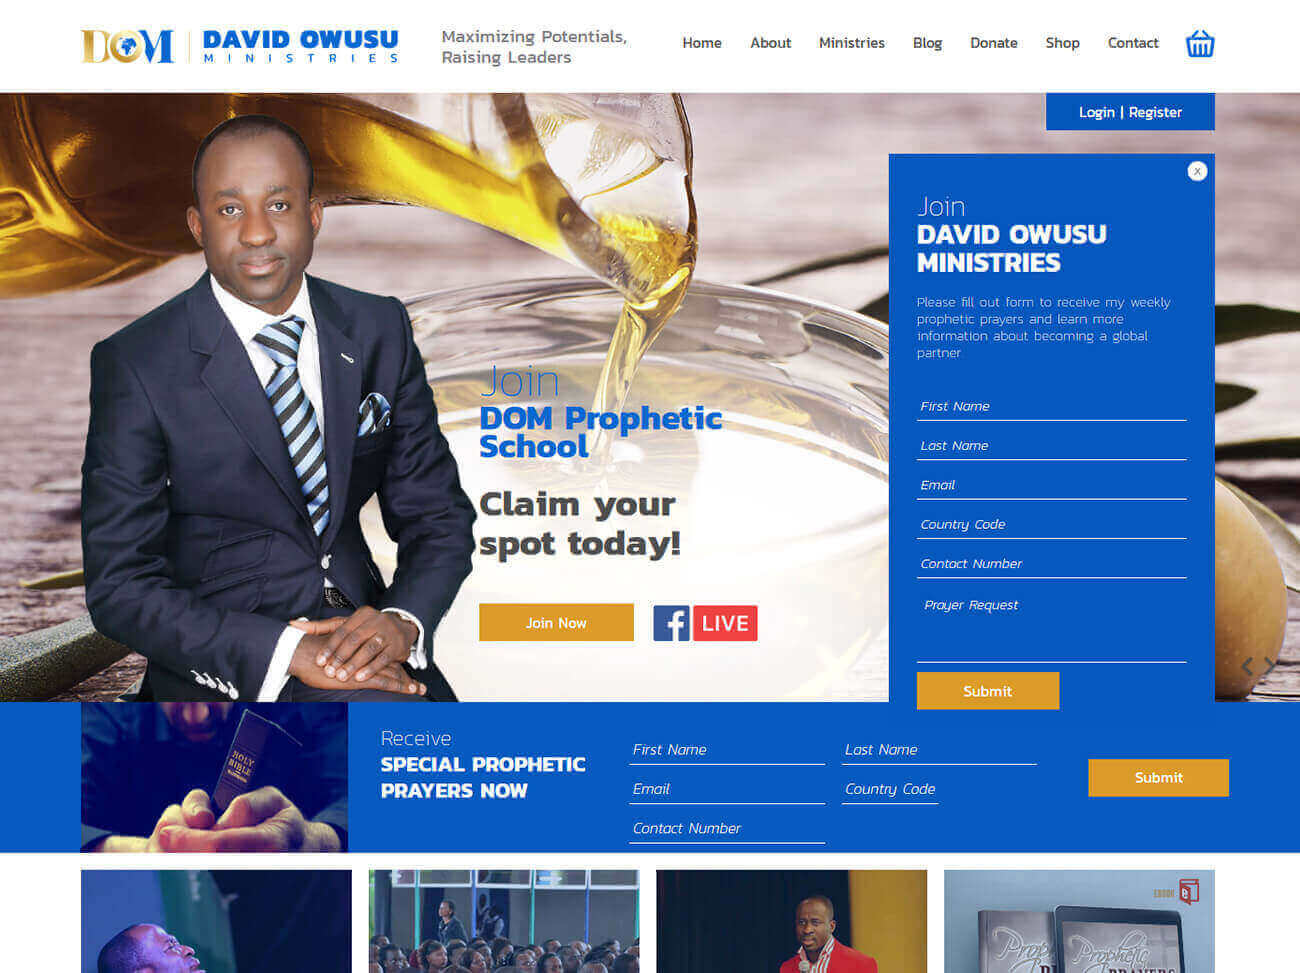 DOM
DAVID OWUSU
MINISTRIES
Maximizing Potentials,
Raising Leaders
Home About Ministries Blog Donate Shop Contact
Login | Register
X
Join
DAVID OWUSU
MINISTRIES
Please fill out form to receive my weekly
prophetic prayers and learn more
information about becoming a global
partner
First Name
Last Name
Email
Country Code
Contact Number
Prayer Request
Submit
Join
DOM Prophetic
School
Claim your
spot today!
Join Now
f LIVE
HOLY
BIBLE
Receive
SPECIAL PROPHETIC
PRAYERS NOW
First Name
Last Name
Email
Country Code
Contact Number
Submit
EBOOK
Prophetic
Prophetic
PRAYERS